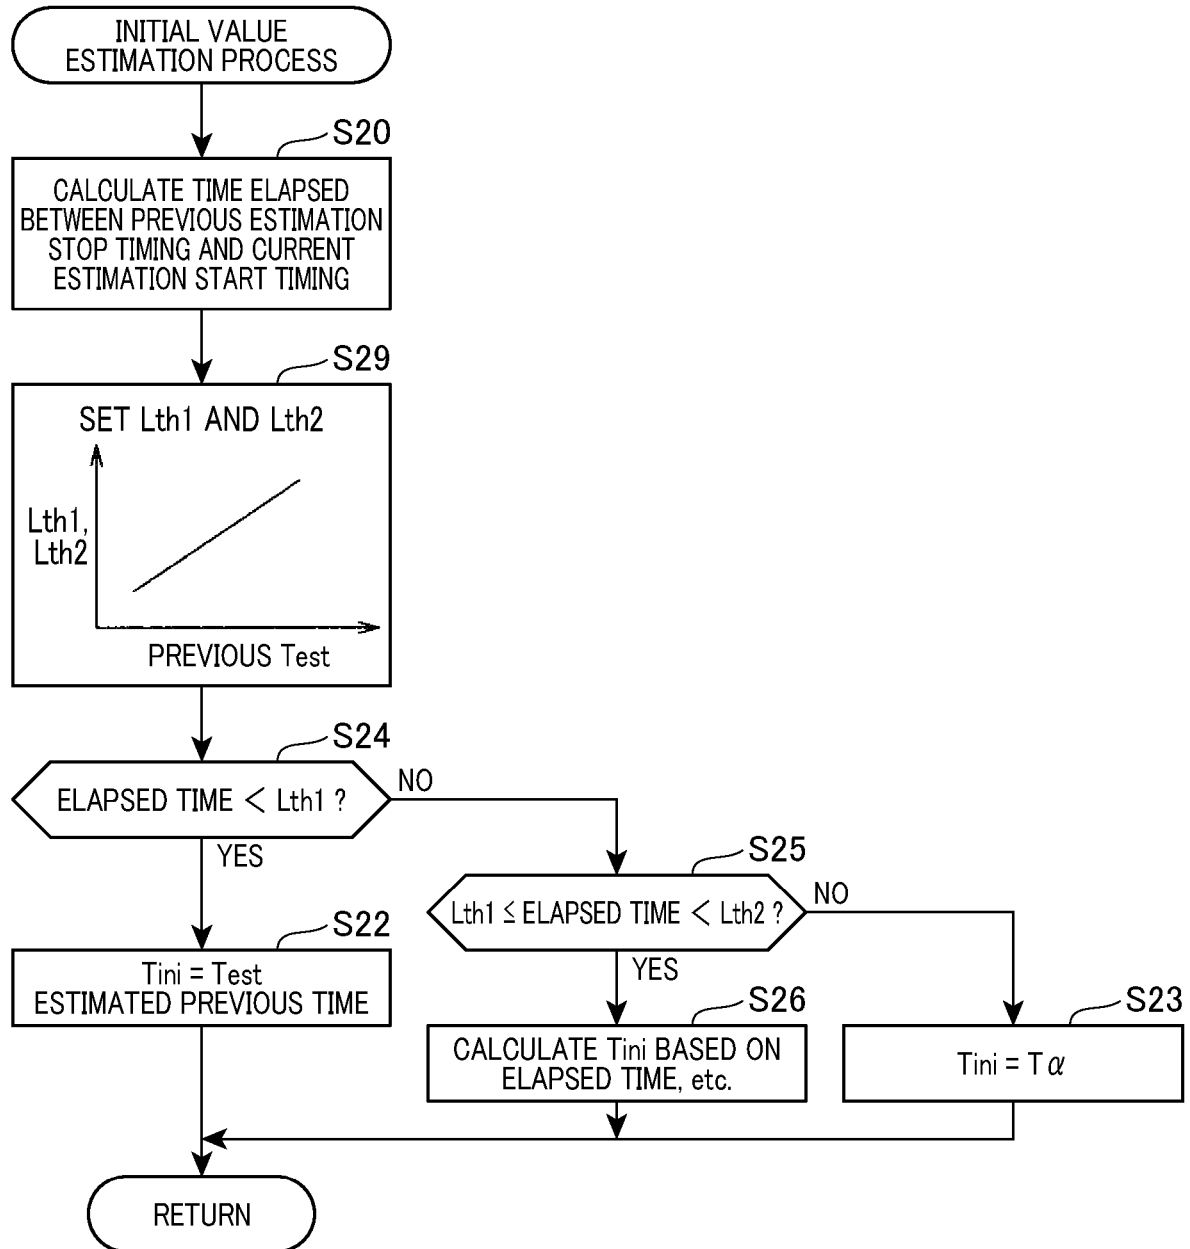 INITIAL VALUE
ESTIMATION PROCESS
S20
CALCULATE TIME ELAPSED
BETWEEN PREVIOUS ESTIMATION
STOP TIMING AND CURRENT
ESTIMATION START TIMING
S29
SET Lth1 AND Lth2
Lth1,
Lth2
PREVIOUS Test
S24
ELAPSED TIME < Lth1 ?
NO
YES
S25
Lth1 ≤ ELAPSED TIME < Lth2 ?
NO
YES
S22
Tini = Test
ESTIMATED PREVIOUS TIME
S26
CALCULATE Tini BASED ON
ELAPSED TIME, etc.
S23
Tini = Tα
RETURN